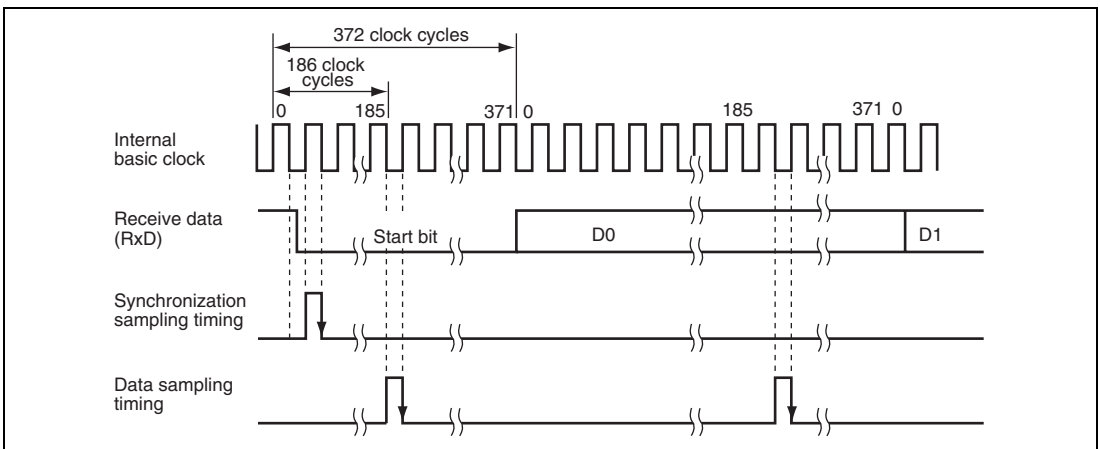 372 clock cycles
186 clock
cycles
0 185 371 0 185 371 0
Internal
basic clock
Receive data
(RxD)
Start bit D0 D1
Synchronization
sampling timing
Data sampling
timing